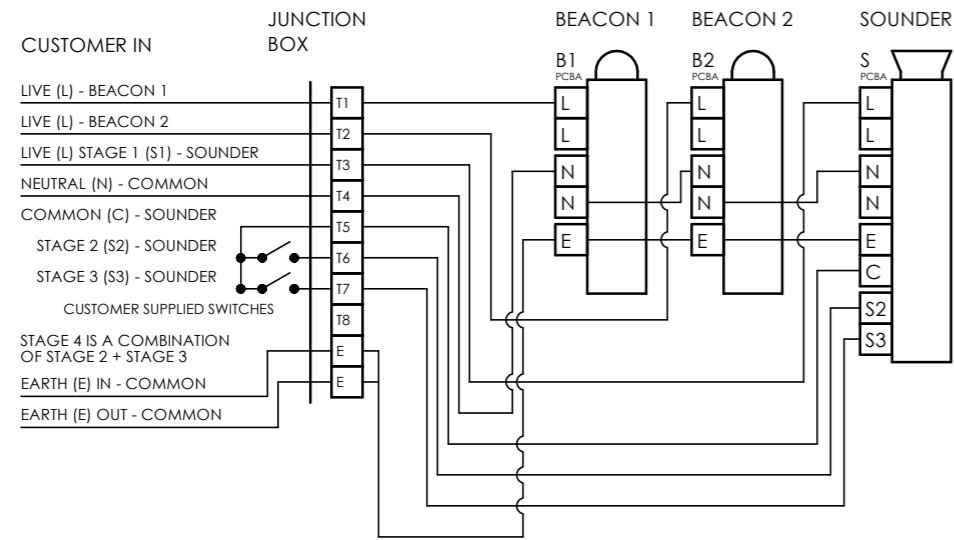 CUSTOMER IN
LIVE (L) - BEACON 1
LIVE (L) - BEACON 2
LIVE (L) STAGE 1 (S1) - SOUNDER
NEUTRAL (N) - COMMON
COMMON (C) - SOUNDER
STAGE 2 (S2) - SOUNDER
STAGE 3 (S3) - SOUNDER
CUSTOMER SUPPLIED SWITCHES
STAGE 4 IS A COMBINATION
OF STAGE 2 + STAGE 3
EARTH (E) IN - COMMON
EARTH (E) OUT - COMMON
JUNCTION
BOX
T1
T2
T3
T4
T5
T6
T7
T8
E
E
BEACON 1
B1
PCBA
L
L
N
N
E
BEACON 2
B2
PCBA
L
L
N
N
E
SOUNDER
S
PCBA
L
L
N
N
E
C
S2
S3